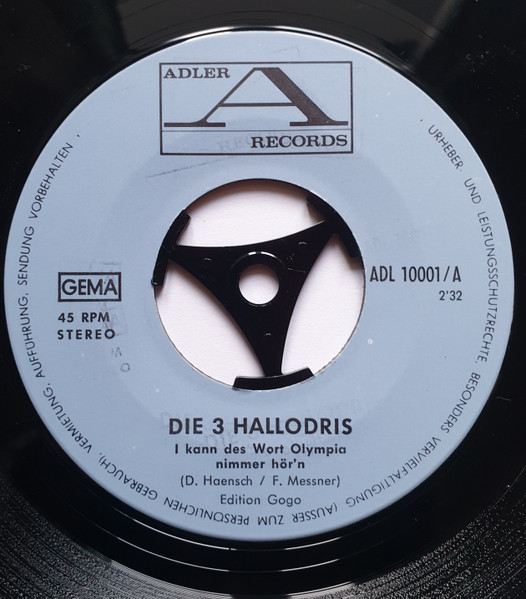 ADLER
A
RECORDS
URHEBER UND LEISTUNGSSCHUTZRECHTE BESONDERS VERVIELFÄLTIGUNG (AUSSER ZUM PERSÖNLICHEN GEBRAUCH), VERMIETUNG, AUFFÜHRUNG, SENDUNG VORBEHALTEN ·
GEMA
45 RPM
STEREO
ADL 10001/A
2'32
DIE 3 HALLODRIS
I kann des Wort Olympia
nimmer hör'n
(D. Haensch / F. Messner)
Edition Gogo